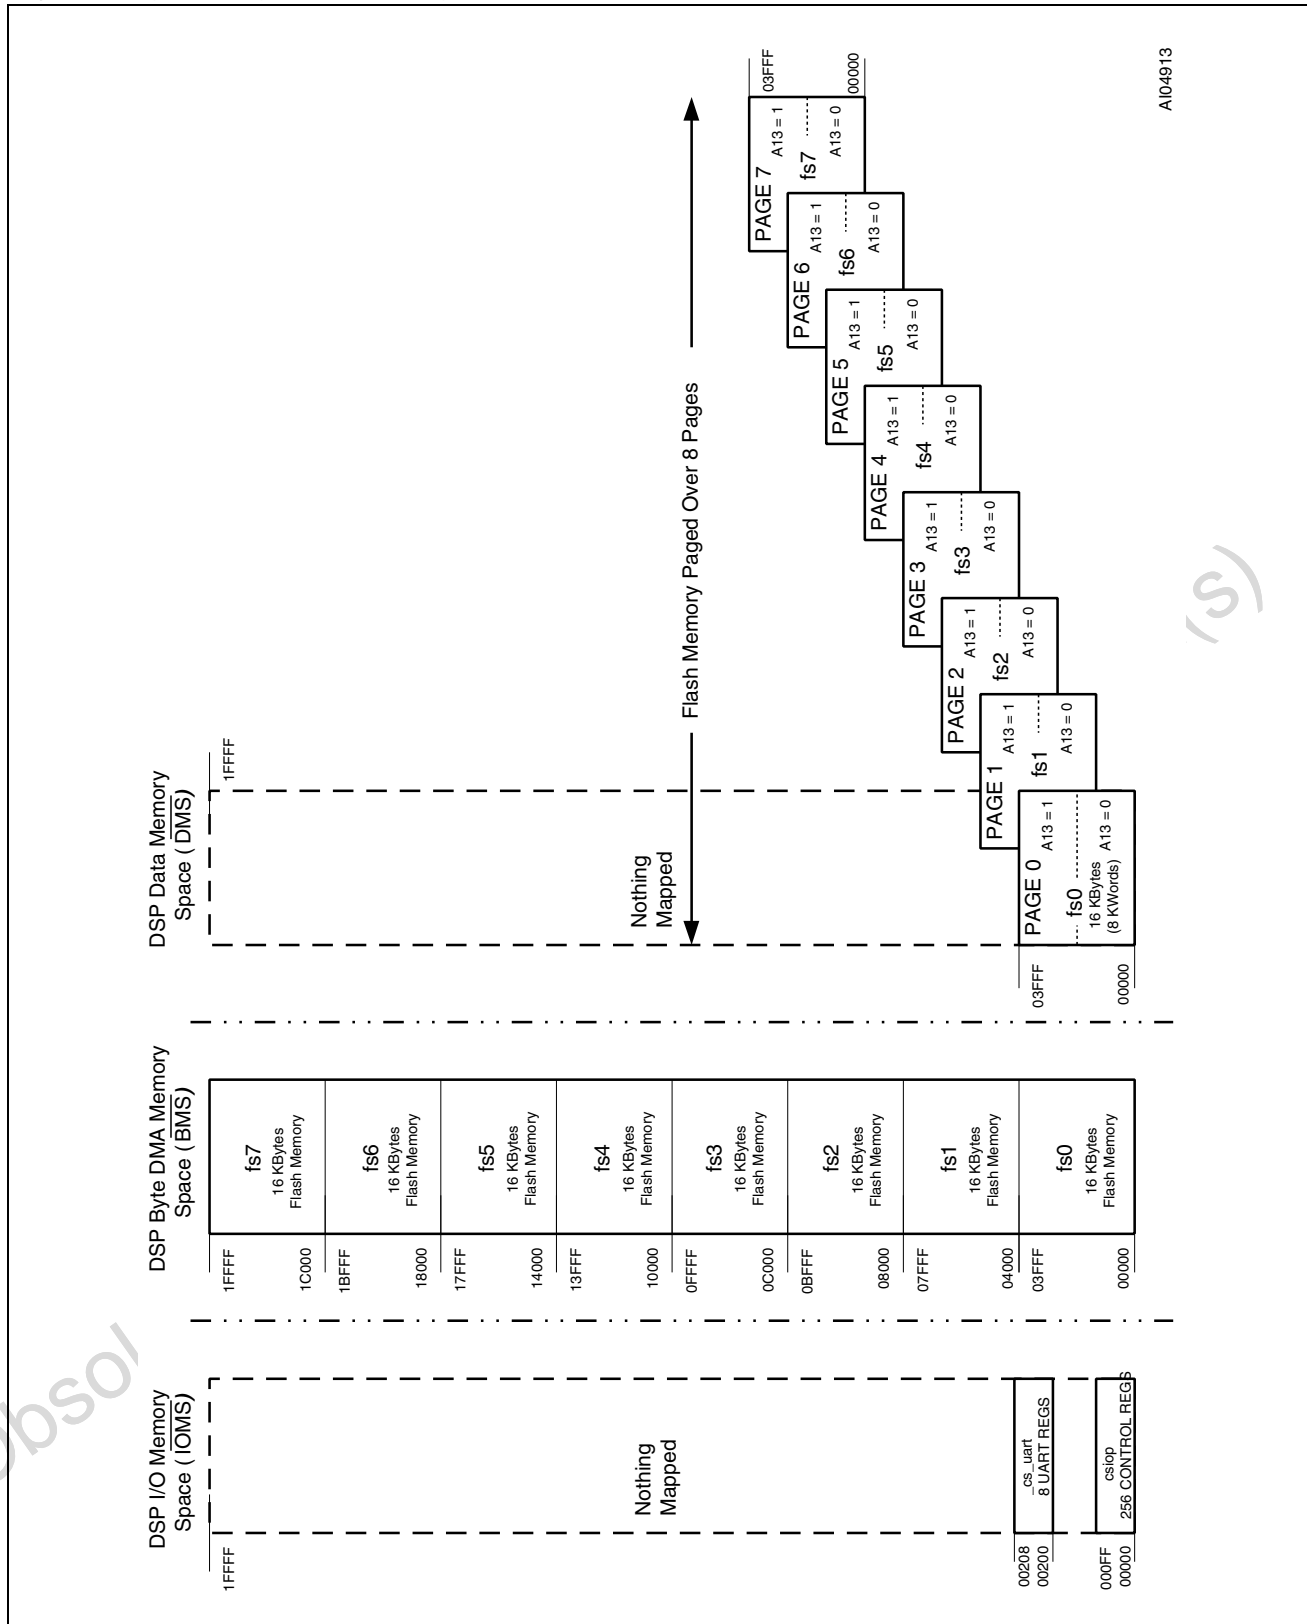 DSP I/O Memory
Space ( IOMS)
1FFFF
Nothing
Mapped
_cs_uart
8 UART REGS
00208
00200
csiop
256 CONTROL REGS
000FF
00000
DSP Byte DMA Memory
Space ( BMS)
1FFFF
fs7
16 KBytes
Flash Memory
1C000
1BFFF
fs6
16 KBytes
Flash Memory
18000
17FFF
fs5
16 KBytes
Flash Memory
14000
13FFF
fs4
16 KBytes
Flash Memory
10000
0FFFF
fs3
16 KBytes
Flash Memory
0C000
0BFFF
fs2
16 KBytes
Flash Memory
08000
07FFF
fs1
16 KBytes
Flash Memory
04000
03FFF
fs0
16 KBytes
Flash Memory
00000
DSP Data Memory
Space ( DMS)
1FFFF
Nothing
Mapped
Flash Memory Paged Over 8 Pages
03FFF
PAGE 0
A13 = 1
fs0
16 KBytes
(8 KWords)
A13 = 0
00000
PAGE 1
A13 = 1
fs1
A13 = 0
PAGE 2
A13 = 1
fs2
A13 = 0
PAGE 3
A13 = 1
fs3
A13 = 0
PAGE 4
A13 = 1
fs4
A13 = 0
PAGE 5
A13 = 1
fs5
A13 = 0
PAGE 6
A13 = 1
fs6
A13 = 0
PAGE 7
A13 = 1
fs7
A13 = 0
03FFF
00000
AI04913
Obsol
(s)